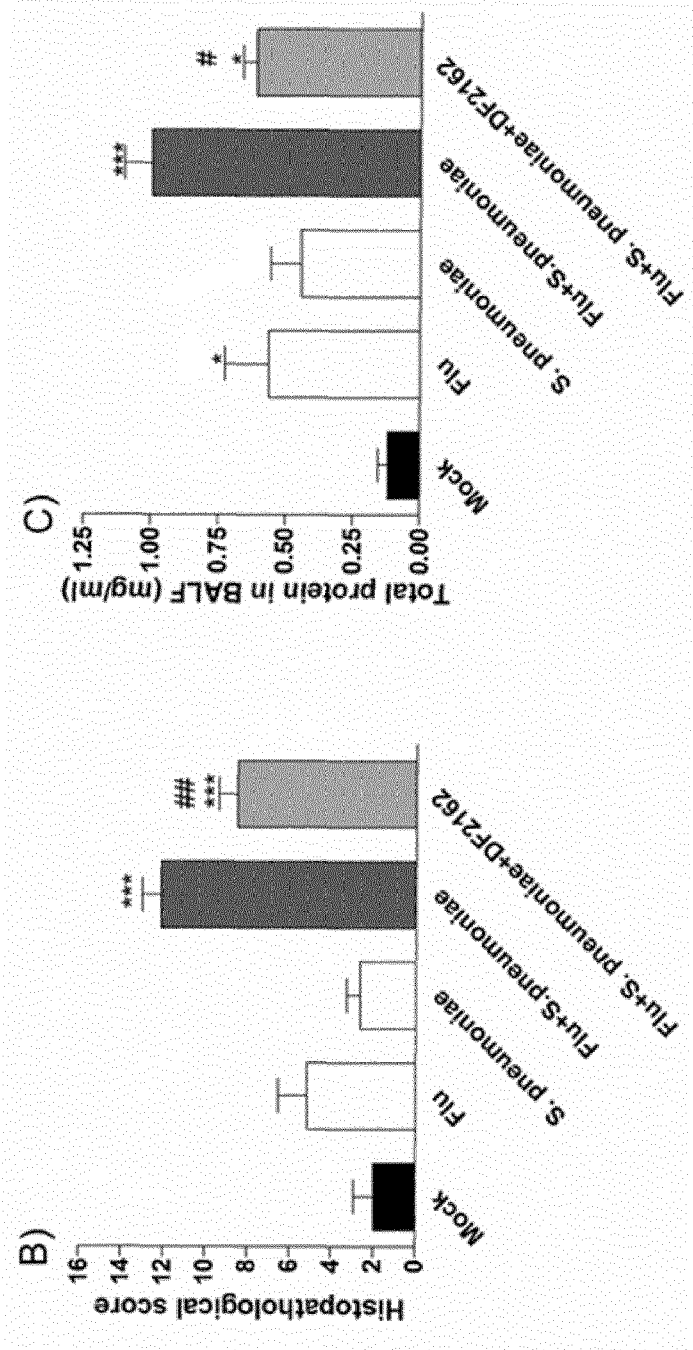 B)
Histopathological score
16
14
12
10
8
6
4
2
0
***
##
***
Mock
Flu
S. pneumoniae
Flu+S.pneumoniae
Flu+S. pneumoniae+DF2162
C)
Total protein in BALF (mg/ml)
1.25
1.00
0.75
0.50
0.25
0.00
*
***
#
*
Mock
Flu
S. pneumoniae
Flu+S.pneumoniae
Flu+S. pneumoniae+DF2162